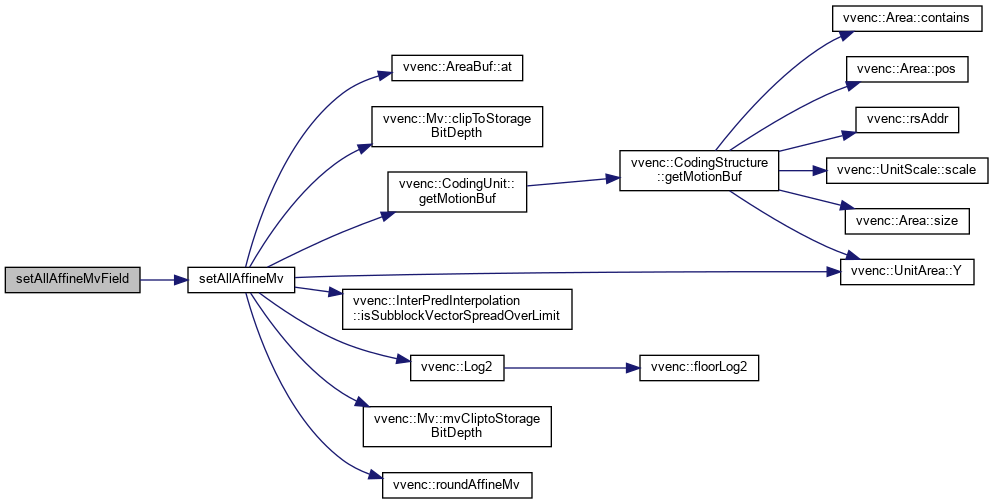 setAllAffineMvField
setAllAffineMv
vvenc::AreaBuf::at
vvenc::Mv::clipToStorage
BitDepth
vvenc::CodingUnit::
getMotionBuf
vvenc::CodingStructure
::getMotionBuf
vvenc::Area::contains
vvenc::Area::pos
vvenc::rsAddr
vvenc::UnitScale::scale
vvenc::Area::size
vvenc::UnitArea::Y
vvenc::InterPredInterpolation
::isSubblockVectorSpreadOverLimit
vvenc::Log2
vvenc::floorLog2
vvenc::Mv::mvCliptoStorage
BitDepth
vvenc::roundAffineMv